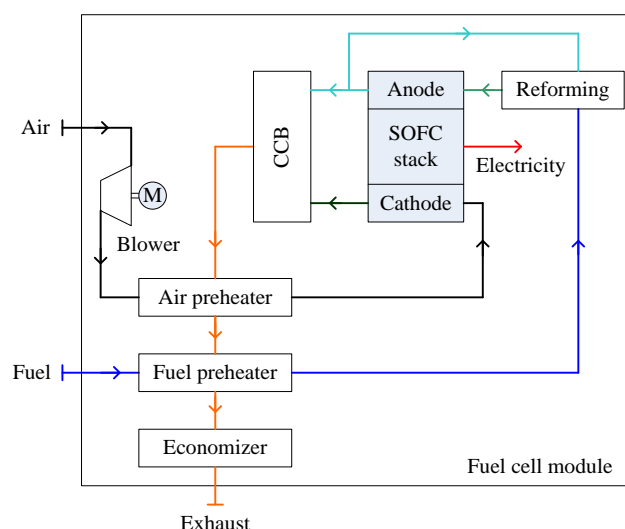 Anode
Reforming
Air
CCB
SOFC
stack
Electricity
M
Cathode
Blower
Air preheater
Fuel
Fuel preheater
Economizer
Fuel cell module
Exhaust